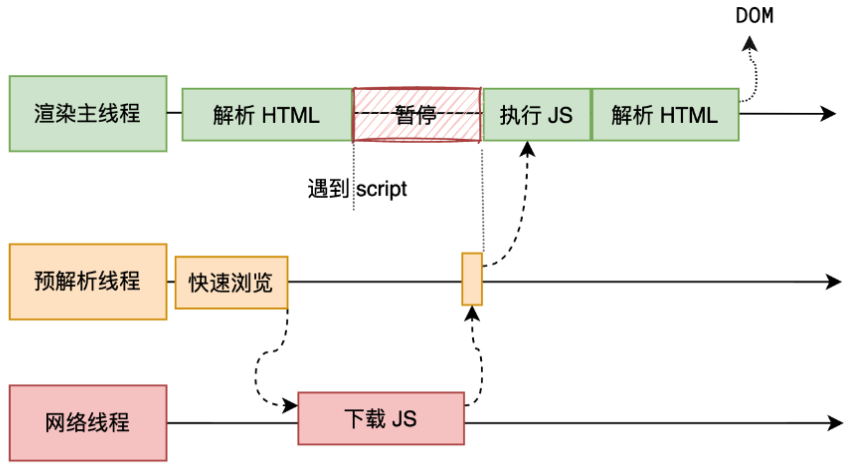 DOM
渲染主线程
解析 HTML
暂停
执行 JS
解析 HTML
遇到 script
预解析线程
快速浏览
网络线程
下载 JS